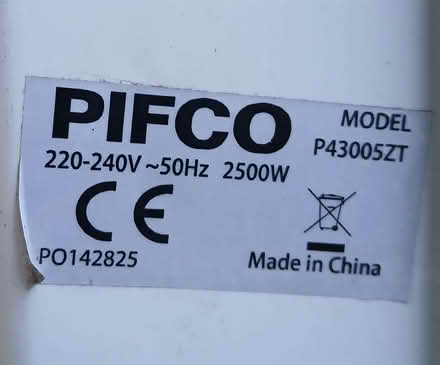 PIFCO
MODEL
P43005ZT
220-240V ~50Hz 2500W
CE
PO142825
Made in China